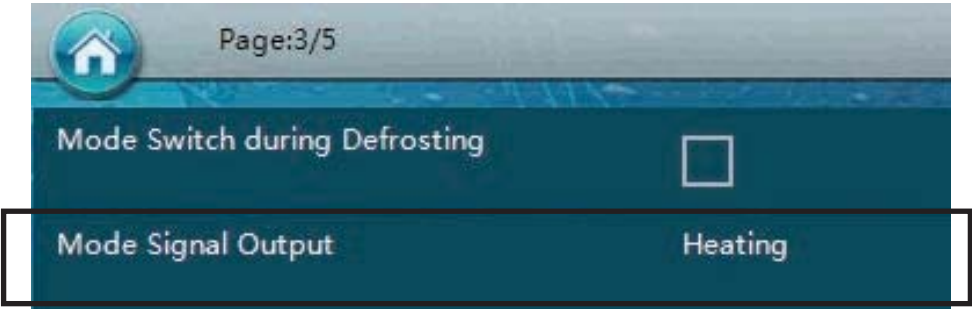 Page:3/5
Mode Switch during Defrosting
Mode Signal Output Heating